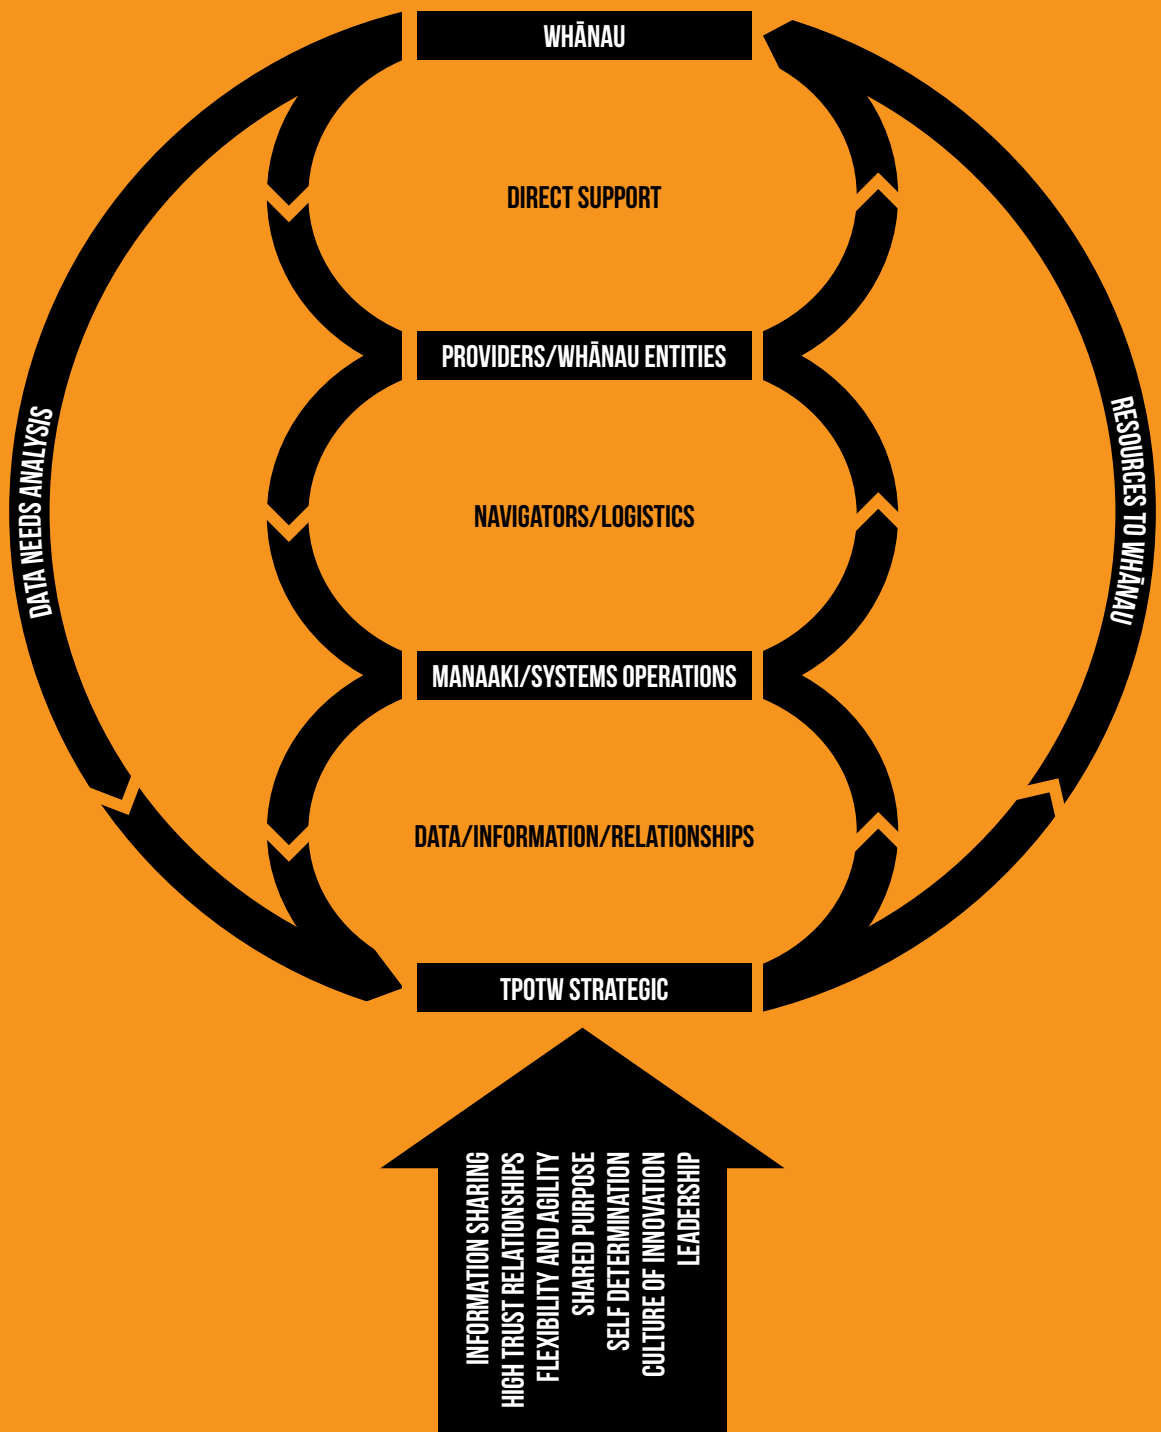 WHĀNAU
DIRECT SUPPORT
PROVIDERS/WHĀNAU ENTITIES
DATA NEEDS ANALYSIS
RESOURCES TO WHĀNAU
NAVIGATORS/LOGISTICS
MANAAKI/SYSTEMS OPERATIONS
DATA/INFORMATION/RELATIONSHIPS
TPOTW STRATEGIC
INFORMATION SHARING
HIGH TRUST RELATIONSHIPS
FLEXIBILITY AND AGILITY
SHARED PURPOSE
SELF DETERMINATION
CULTURE OF INNOVATION
LEADERSHIP